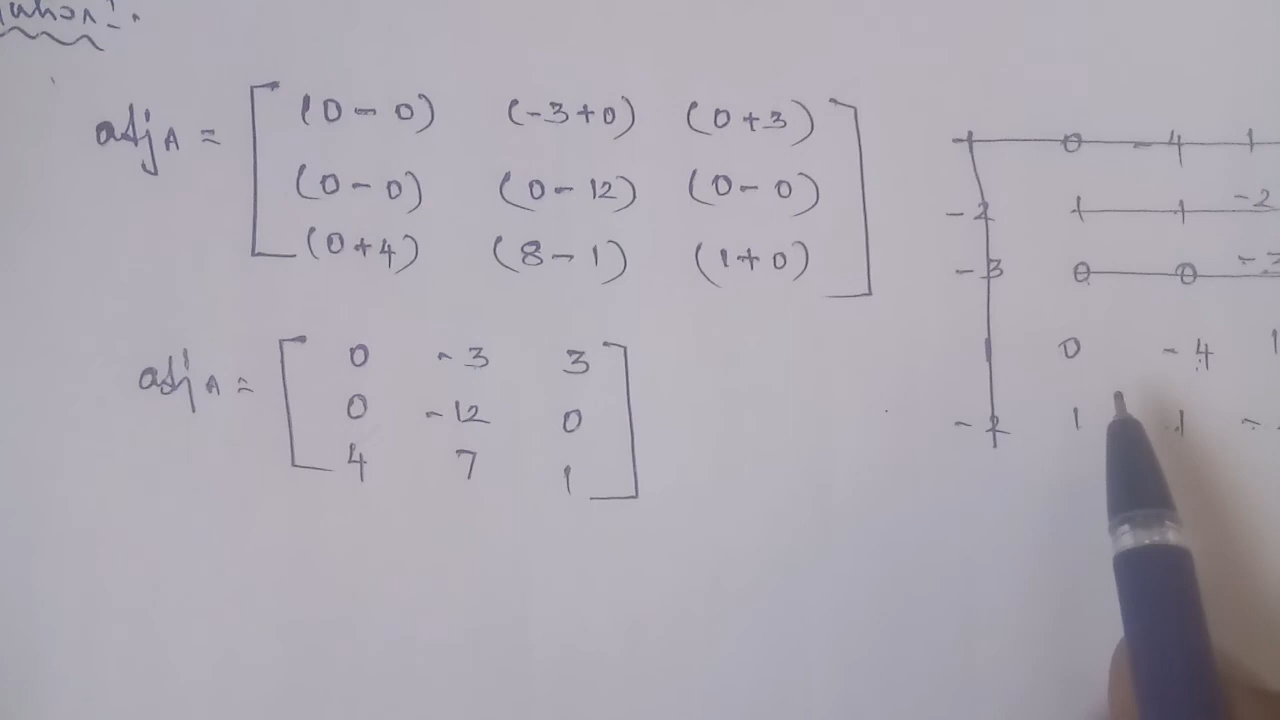 adj A = [ (0-0) (-3+0) (0+3)
(0-0) (0-12) (0-0)
(0+4) (8-1) (1+0) ]
adj A = [ 0 -3 3
0 -12 0
4 7 1 ]
1 0 -4 1
-2 1 1 -2
-3 0 0 -3
1 0 -4 1
-2 1 1 -